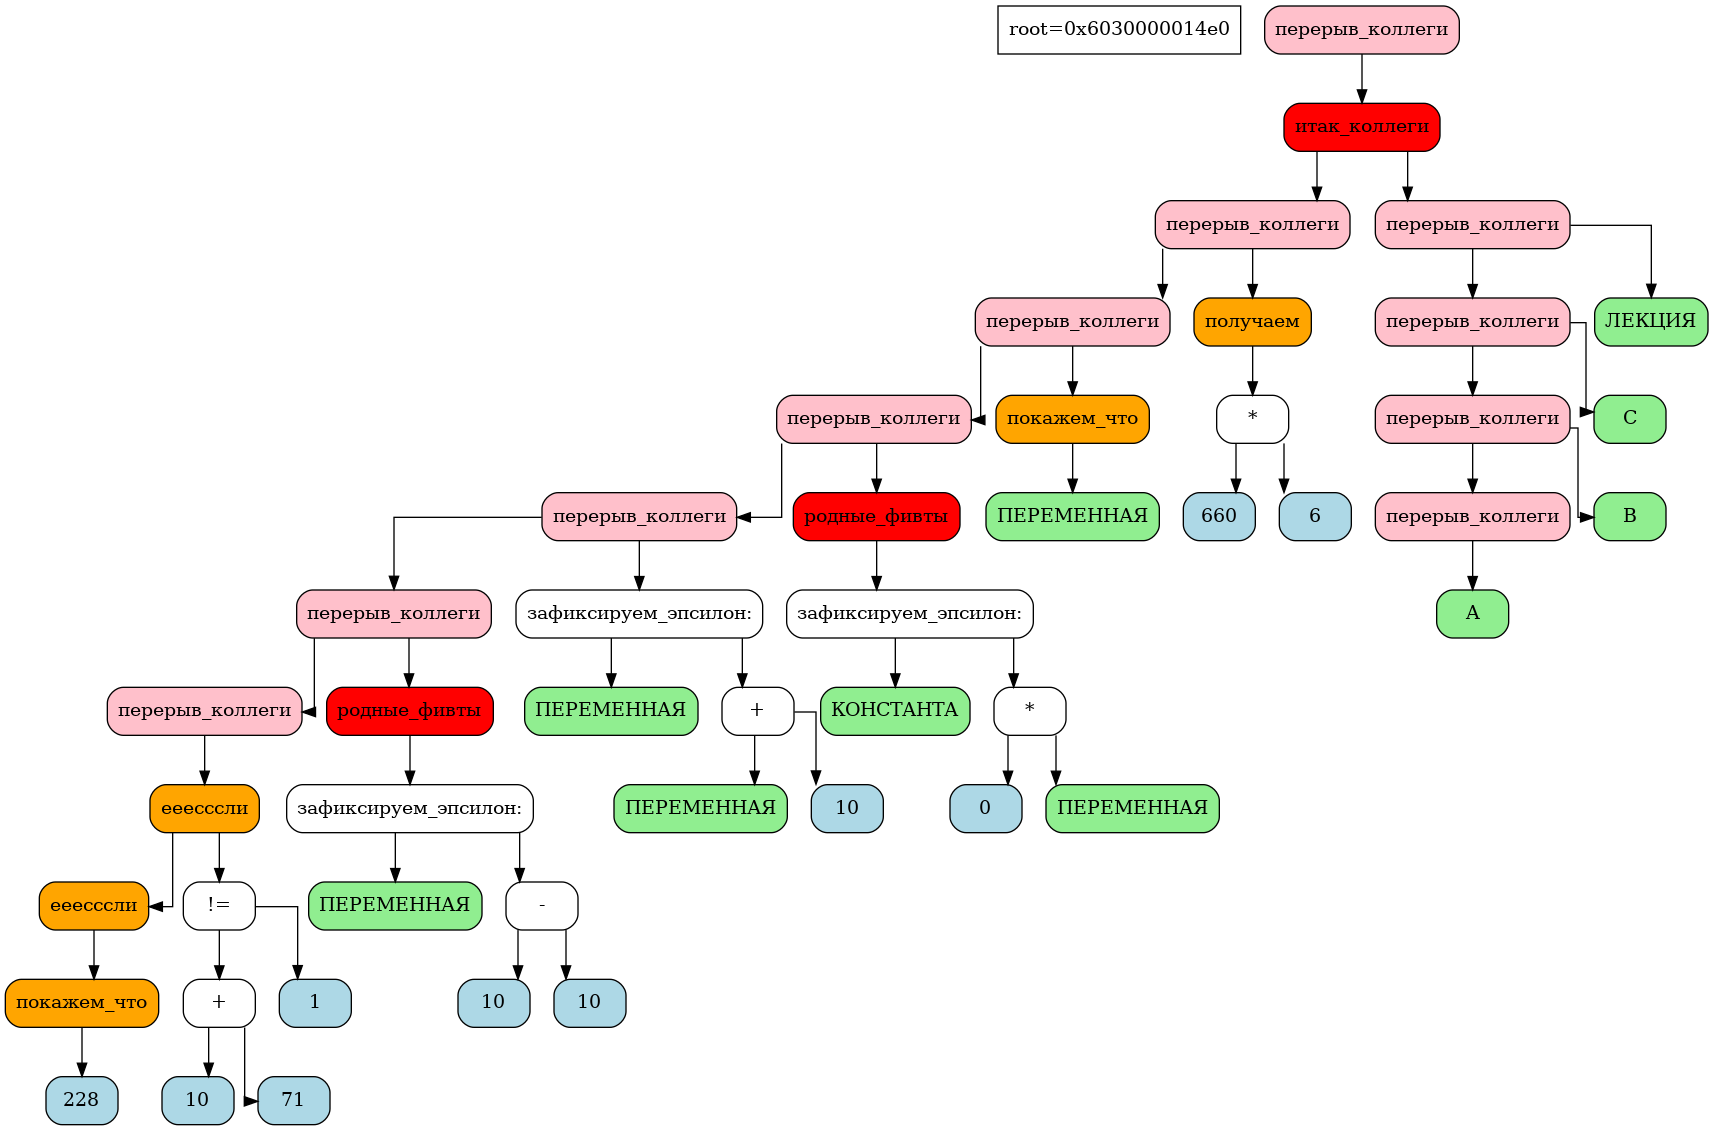 root=0x6030000014e0
перерыв_коллеги
итак_коллеги
перерыв_коллеги
перерыв_коллеги
перерыв_коллеги
получаем
перерыв_коллеги
ЛЕКЦИЯ
перерыв_коллеги
покажем_что
*
перерыв_коллеги
C
перерыв_коллеги
родные_фивты
ПЕРЕМЕННАЯ
660
6
перерыв_коллеги
B
перерыв_коллеги
зафиксируем_эпсилон:
зафиксируем_эпсилон:
A
перерыв_коллеги
родные_фивты
ПЕРЕМЕННАЯ
+
КОНСТАНТА
*
ееессsли
зафиксируем_эпсилон:
ПЕРЕМЕННАЯ
10
0
ПЕРЕМЕННАЯ
ееесссли
!=
ПЕРЕМЕННАЯ
-
покажем_что
+
1
10
10
228
10
71